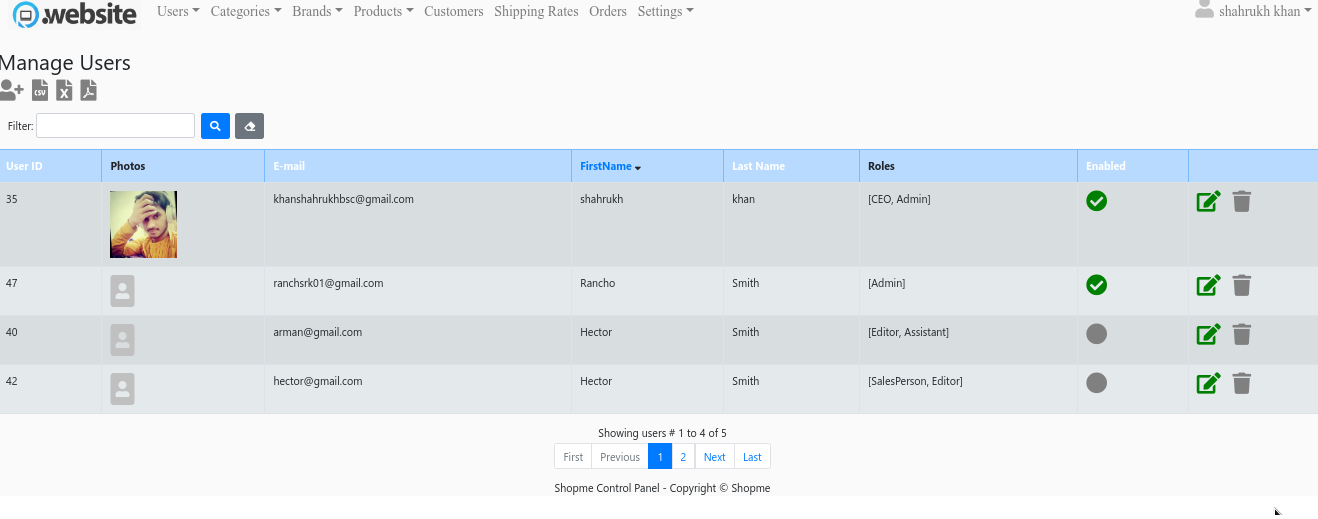 .website Users Categories Brands Products Customers Shipping Rates Orders Settings shahrukh khan
Manage Users
CSV X
Filter:
User ID Photos E-mail FirstName Last Name Roles Enabled
35 khanshahrukhbsc@gmail.com shahrukh khan [CEO, Admin]
47 ranchsrk01@gmail.com Rancho Smith [Admin]
40 arman@gmail.com Hector Smith [Editor, Assistant]
42 hector@gmail.com Hector Smith [SalesPerson, Editor]
Showing users # 1 to 4 of 5
First Previous 1 2 Next Last
Shopme Control Panel - Copyright © Shopme